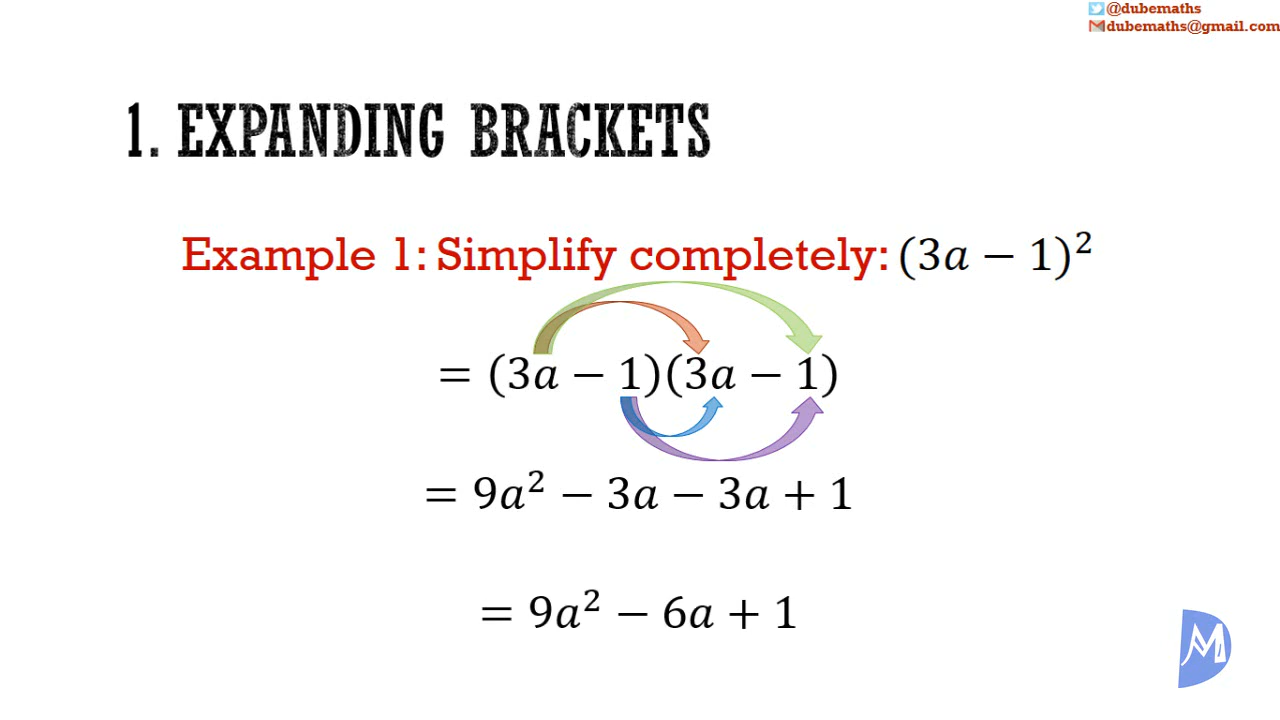 @dubemaths
dubemaths@gmail.com
1. EXPANDING BRACKETS
Example 1: Simplify completely: (3𝑎 − 1)²
= (3𝑎 − 1)(3𝑎 − 1)
= 9𝑎² − 3𝑎 − 3𝑎 + 1
= 9𝑎² − 6𝑎 + 1
DM